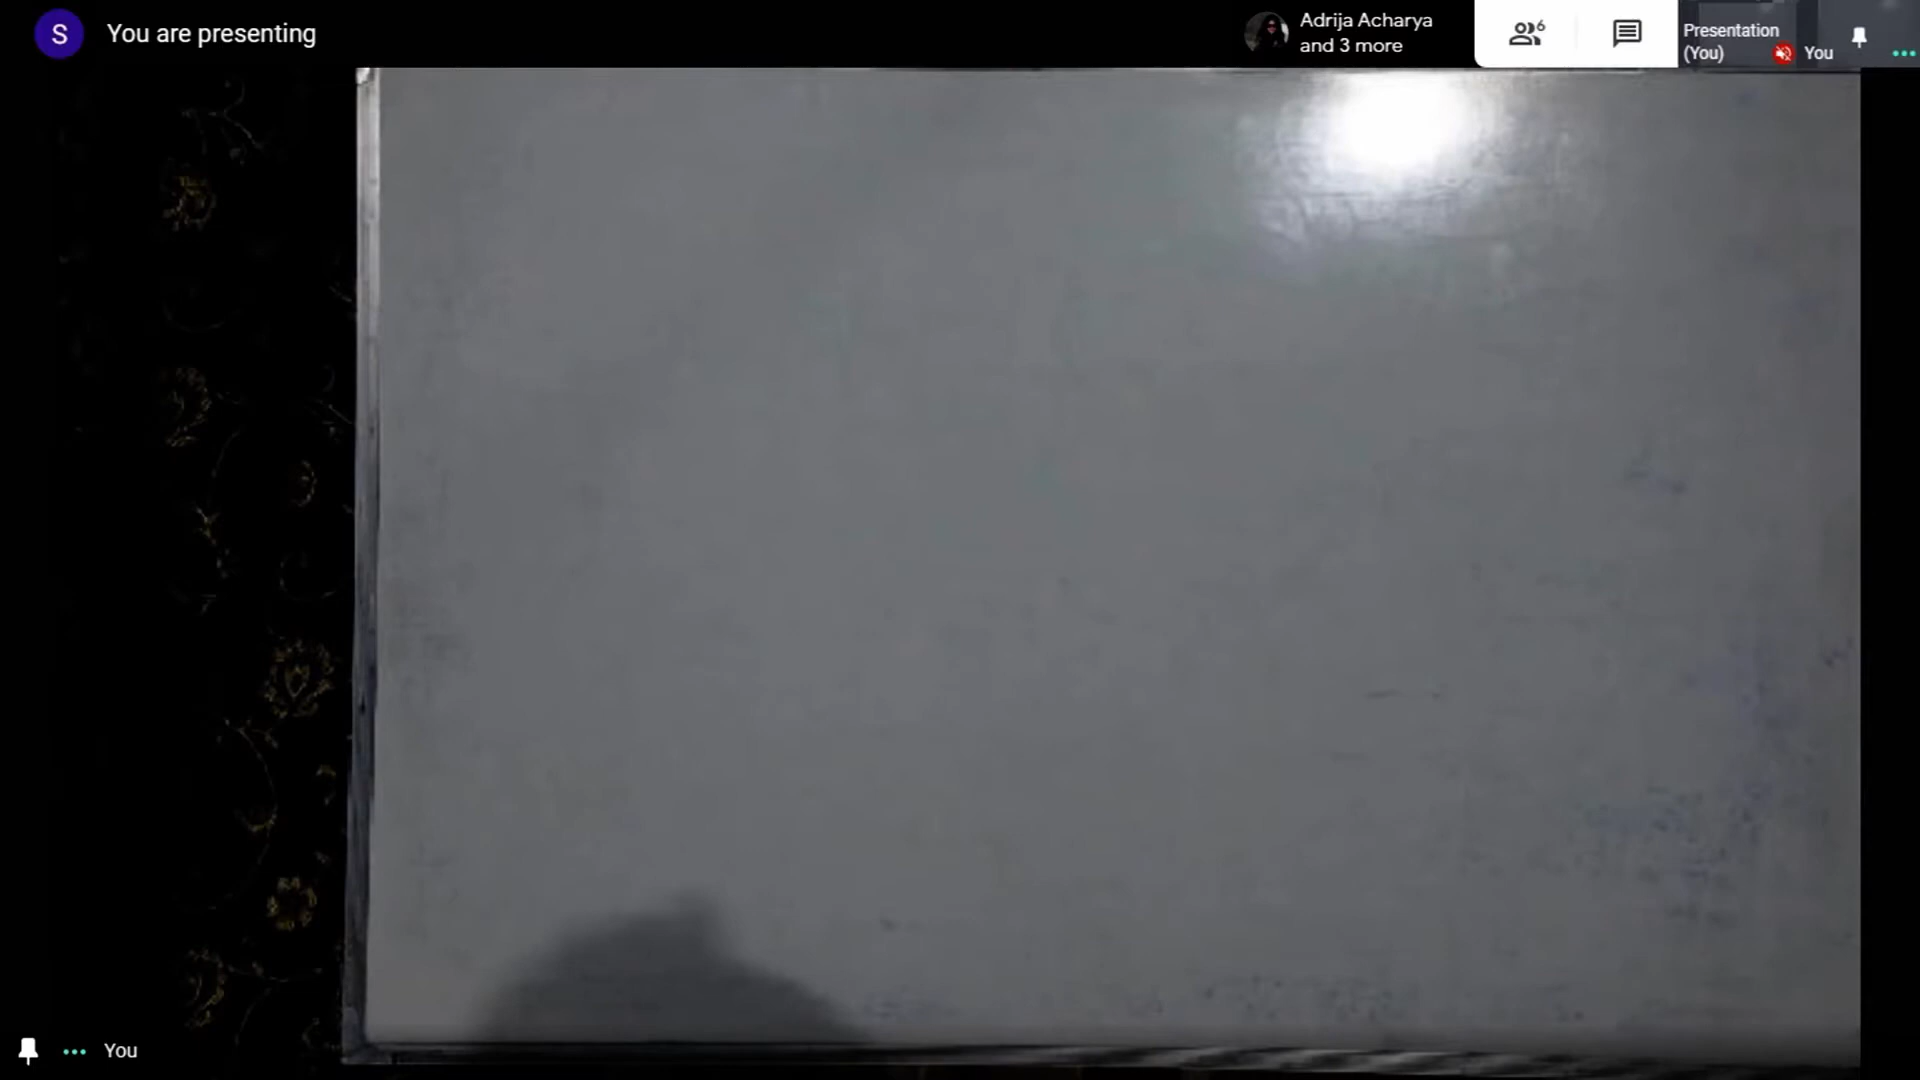 S
You are presenting
Adrija Acharya
and 3 more
6
Presentation
(You)
You
You